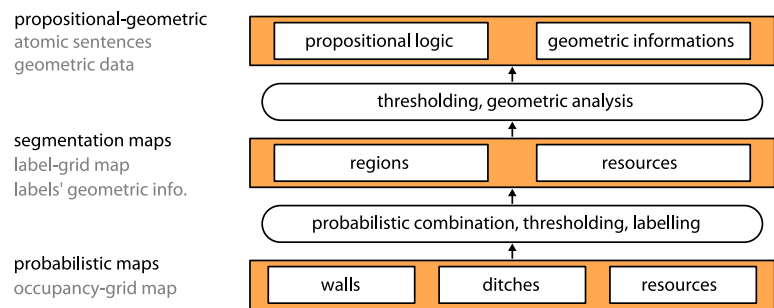 propositional-geometric
atomic sentences
geometric data
propositional logic
geometric informations
thresholding, geometric analysis
segmentation maps
label-grid map
labels' geometric info.
regions
resources
probabilistic combination, thresholding, labelling
probabilistic maps
occupancy-grid map
walls
ditches
resources